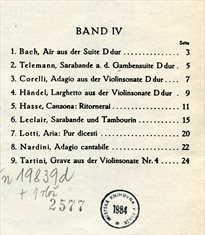 BAND IV
Seite
1. Bach, Air aus der Suite D dur 3
2. Telemann, Sarabande a. d. Gambensuite D dur 5
3. Corelli, Adagio aus der Violinsonate D dur 7
4. Händel, Larghetto aus der Violinsonate 9
5. Hasse, Canzona: Ritornerai 11
6. Leclair, Sarabande und Tambourin 15
7. Lotti, Aria: Pur dicesti 20
8. Nardini, Adagio cantabile 22
9. Tartini, Grave aus der Violinsonate Nr. 4 24
19839d
2577
1984